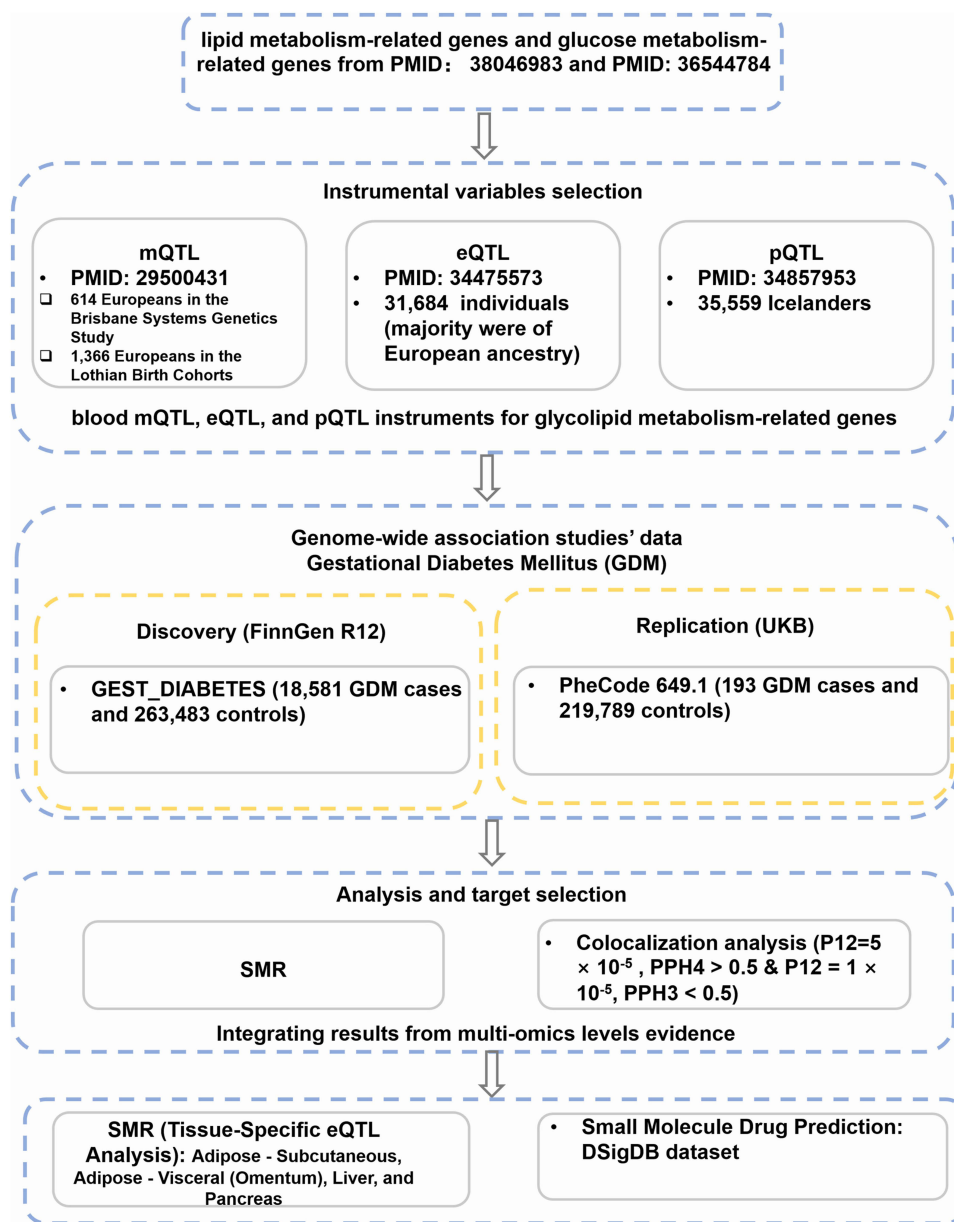 lipid metabolism-related genes and glucose metabolism-
related genes from PMID： 38046983 and PMID: 36544784
Instrumental variables selection
mQTL
• PMID: 29500431
❑ 614 Europeans in the
Brisbane Systems Genetics
Study
❑ 1,366 Europeans in the
Lothian Birth Cohorts
eQTL
• PMID: 34475573
• 31,684 individuals
(majority were of
European ancestry)
pQTL
• PMID: 34857953
• 35,559 Icelanders
blood mQTL, eQTL, and pQTL instruments for glycolipid metabolism-related genes
Genome-wide association studies’ data
Gestational Diabetes Mellitus (GDM)
Discovery (FinnGen R12)
• GEST_DIABETES (18,581 GDM cases
and 263,483 controls)
Replication (UKB)
• PheCode 649.1 (193 GDM cases and
219,789 controls)
Analysis and target selection
SMR
• Colocalization analysis (P12=5
× 10⁻⁵ , PPH4 > 0.5 & P12 = 1 ×
10⁻⁵, PPH3 < 0.5)
Integrating results from multi-omics levels evidence
SMR (Tissue-Specific eQTL
Analysis): Adipose - Subcutaneous,
Adipose - Visceral (Omentum), Liver, and
Pancreas
• Small Molecule Drug Prediction:
DSigDB dataset